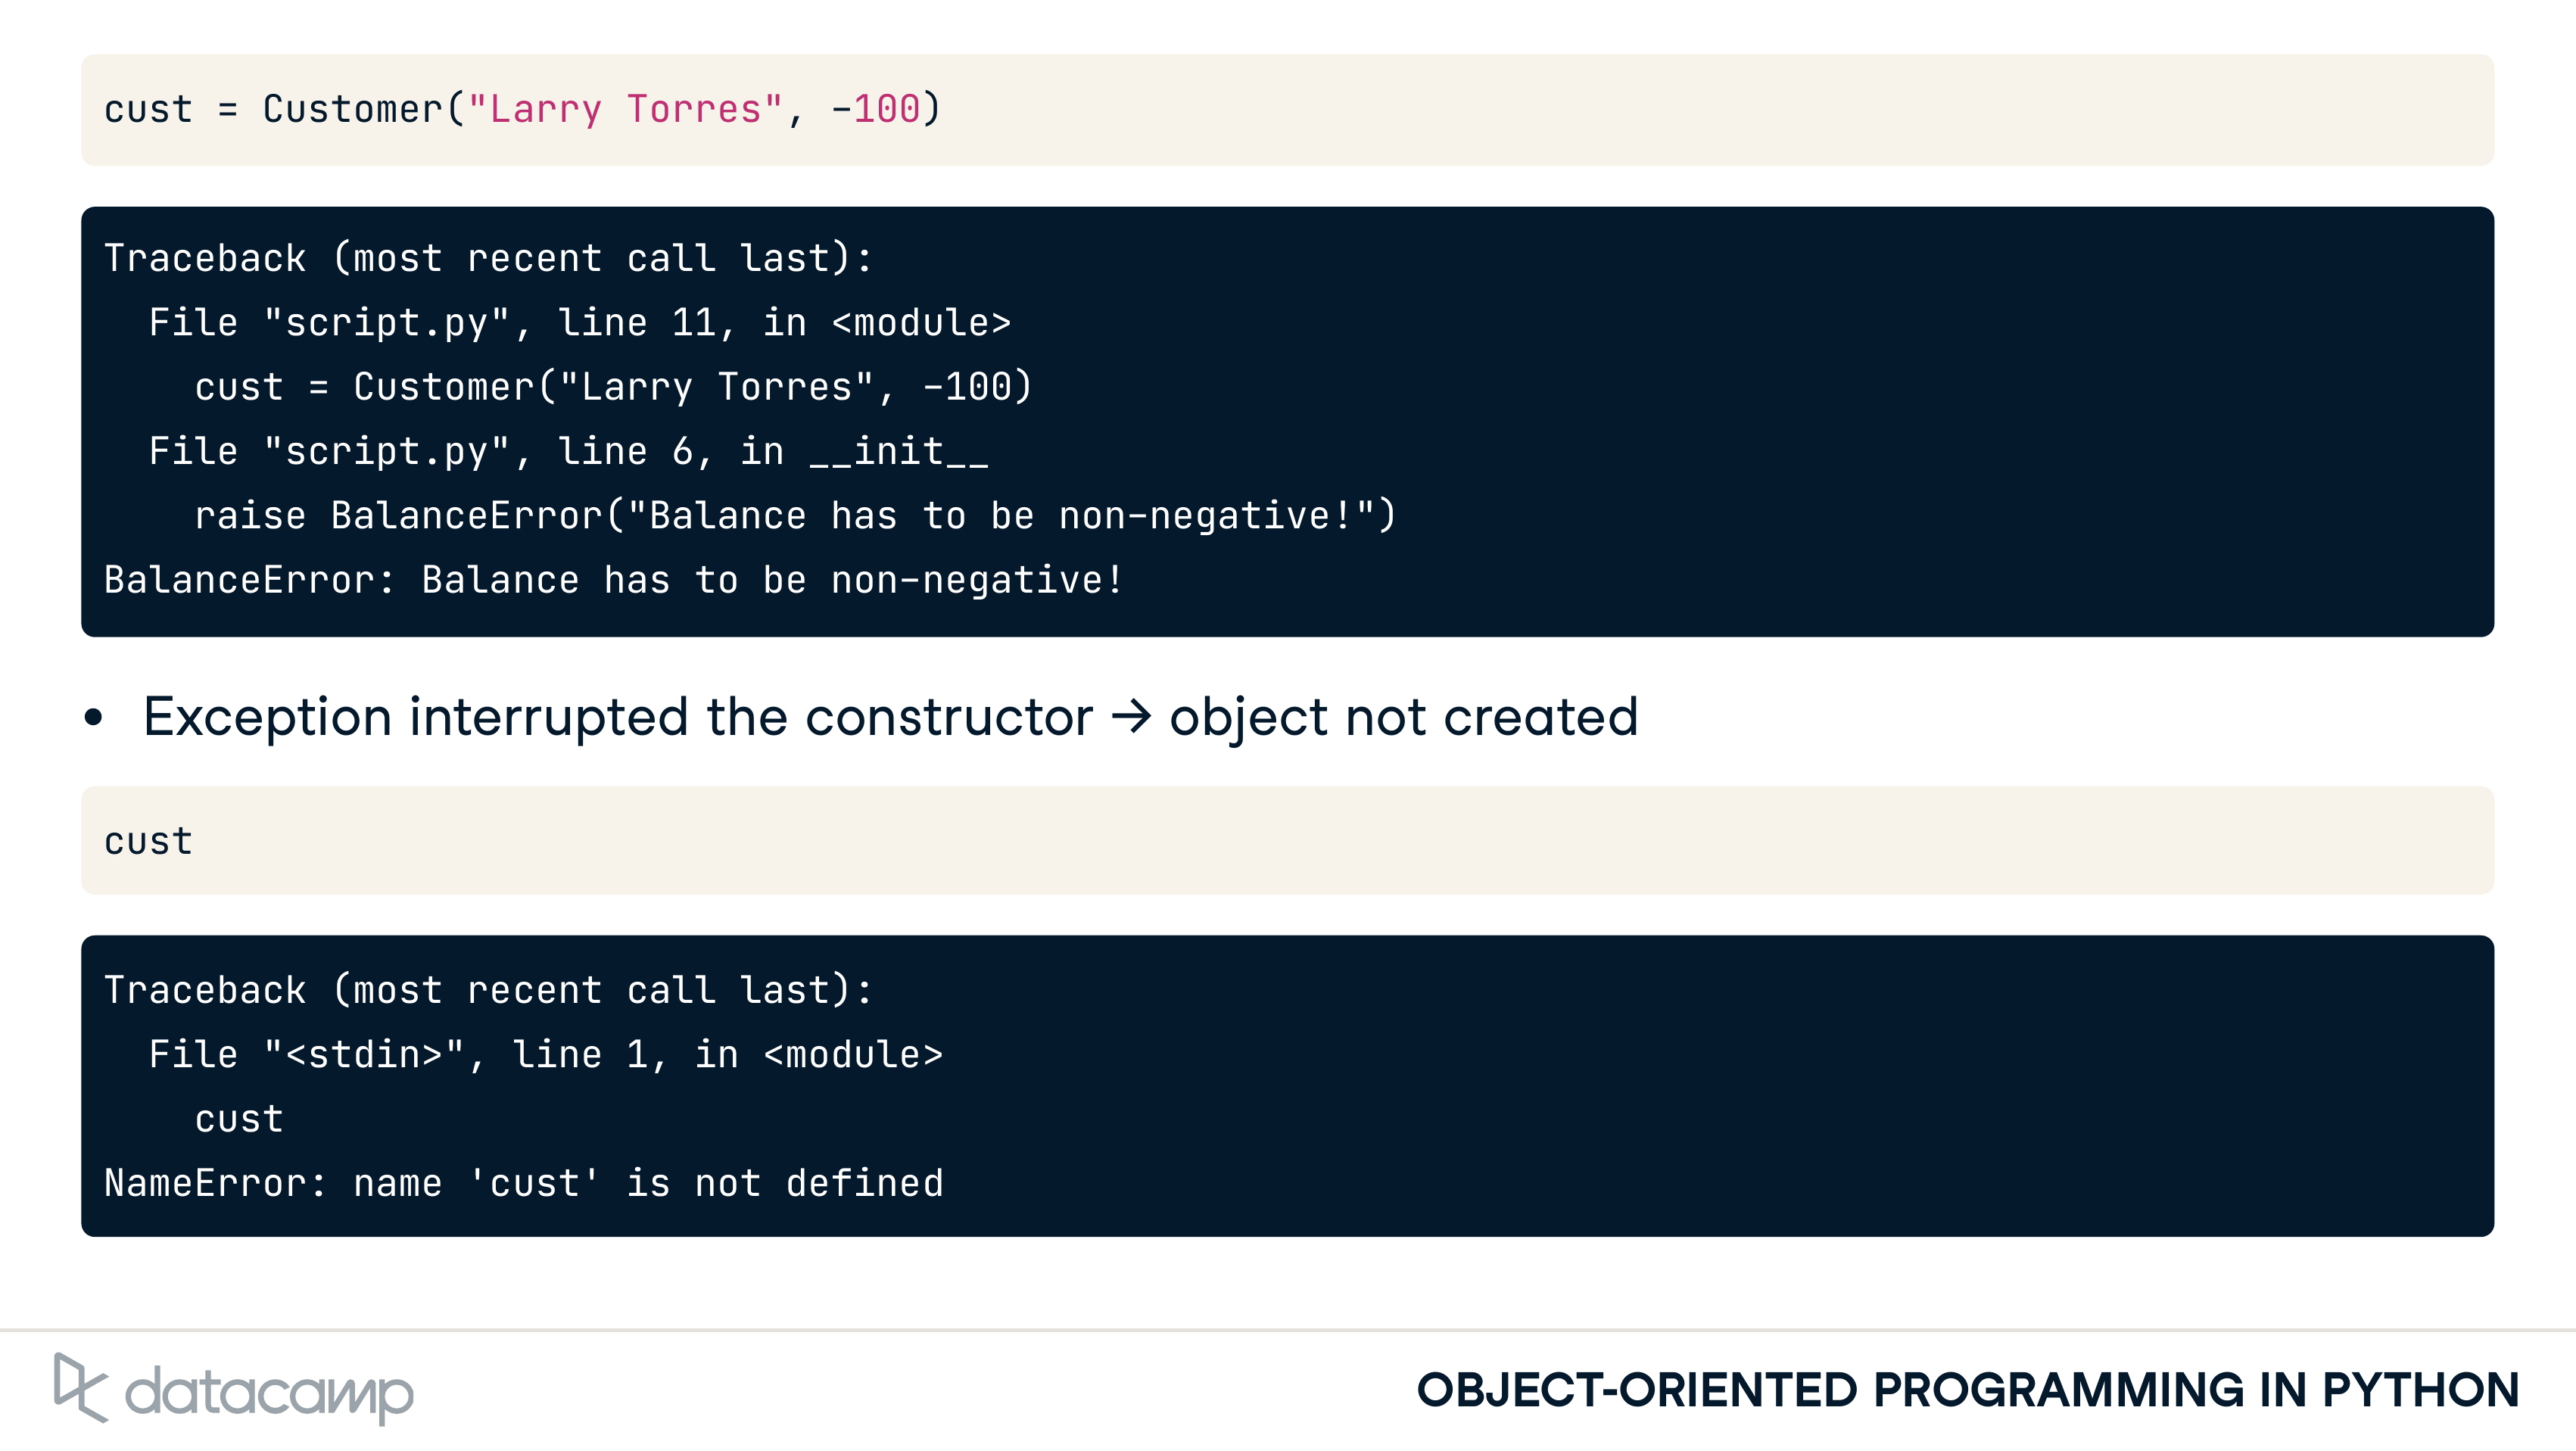 cust = Customer("Larry Torres", -100)
Traceback (most recent call last):
  File "script.py", line 11, in <module>
    cust = Customer("Larry Torres", -100)
  File "script.py", line 6, in __init__
    raise BalanceError("Balance has to be non-negative!")
BalanceError: Balance has to be non-negative!
• Exception interrupted the constructor → object not created
cust
Traceback (most recent call last):
  File "<stdin>", line 1, in <module>
    cust
NameError: name 'cust' is not defined
datacamp
OBJECT-ORIENTED PROGRAMMING IN PYTHON